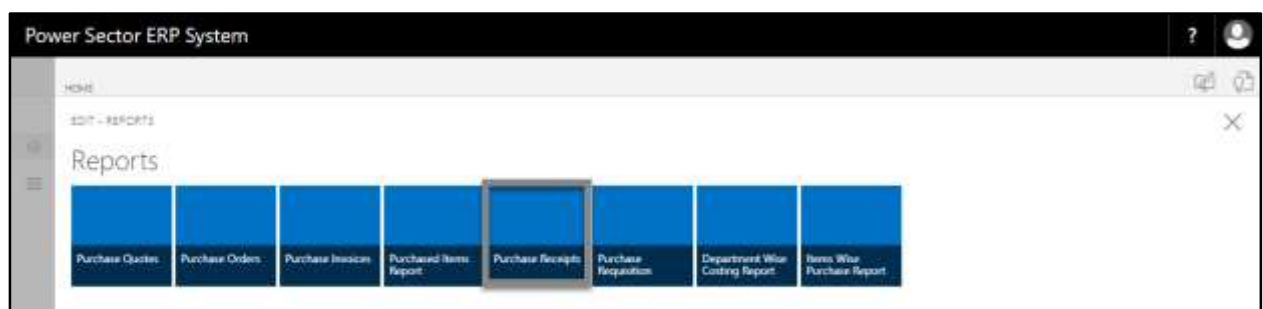 Power Sector ERP System ?
HOME
EDIT - REPORTS
Reports
Purchase Quotes Purchase Orders Purchase Invoices Purchased Items Report Purchase Receipts Purchase Requisition Department Wise Costing Report Items Wise Purchase Report